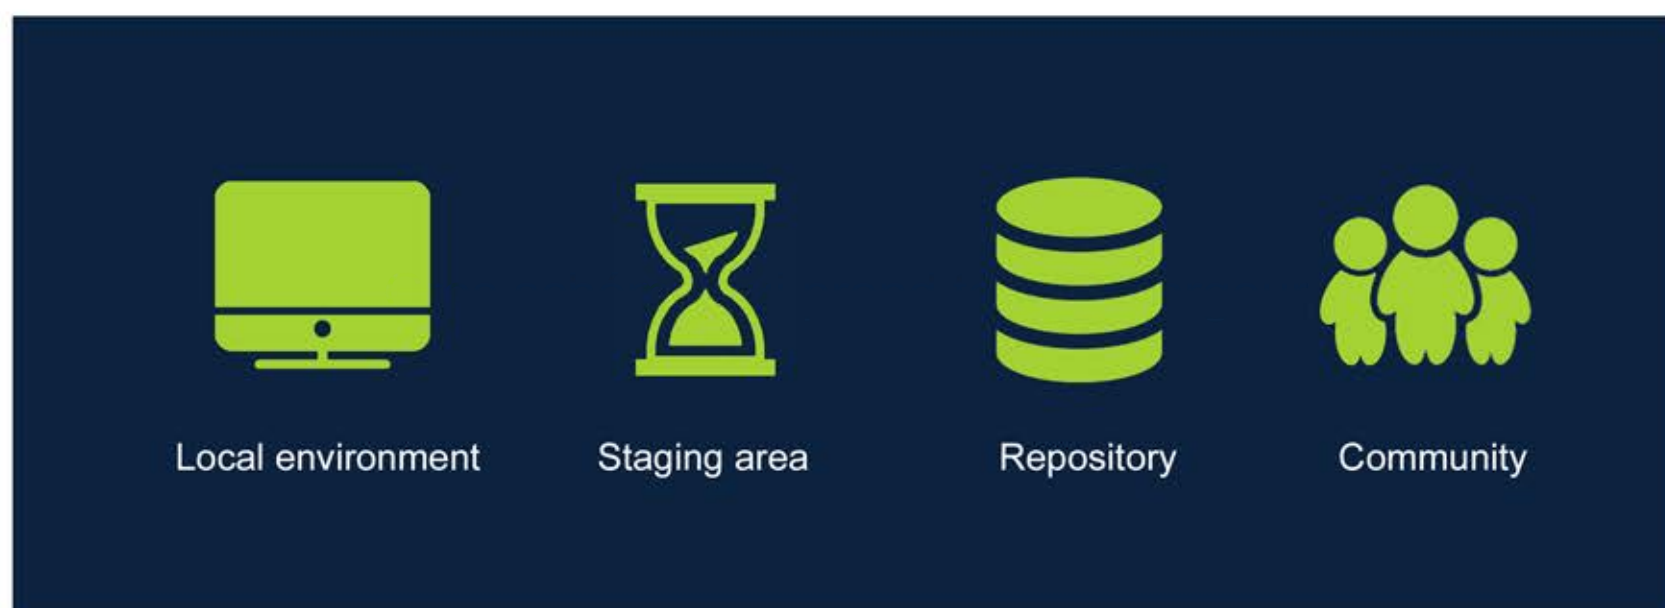 Local environment
Staging area
Repository
Community